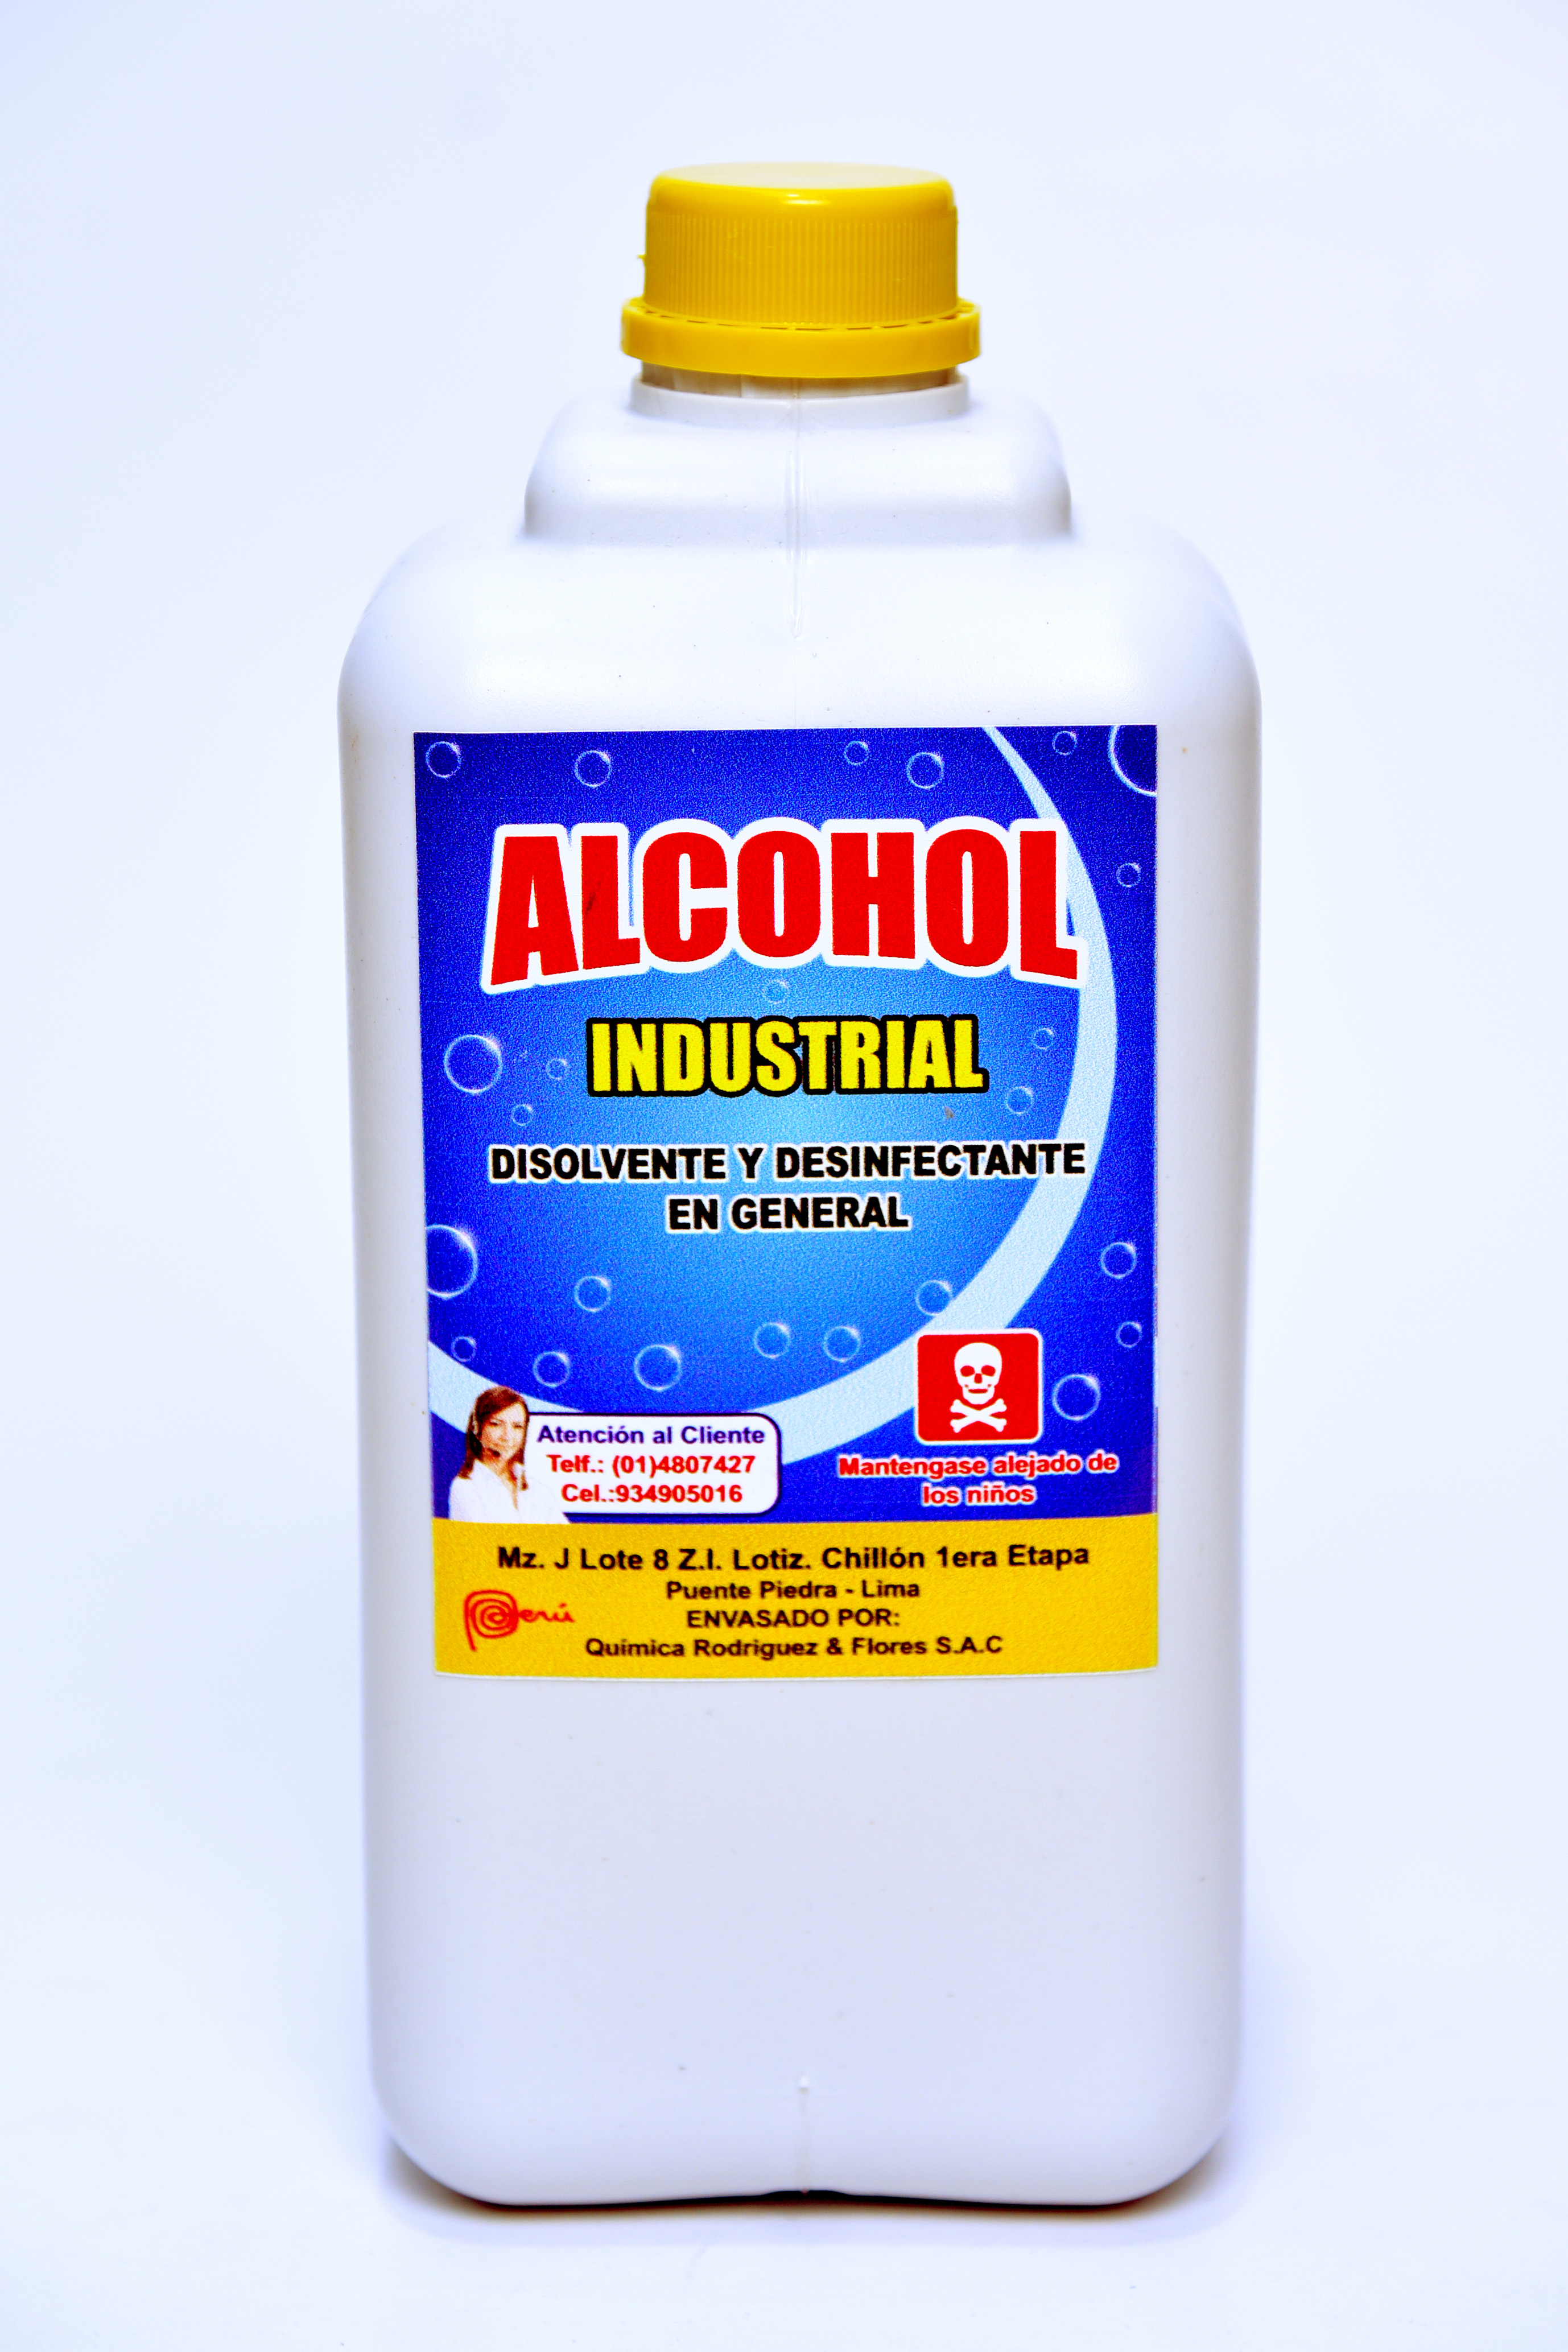 ALCOHOL
INDUSTRIAL
DISOLVENTE Y DESINFECTANTE
EN GENERAL
Atención al Cliente
Telf.: (01)4807427
Cel.:934905016
Mantengase alejado de
los niños
Mz. J Lote 8 Z.I. Lotiz. Chillón 1era Etapa
Puente Piedra - Lima
Perú
ENVASADO POR:
Química Rodriguez & Flores S.A.C